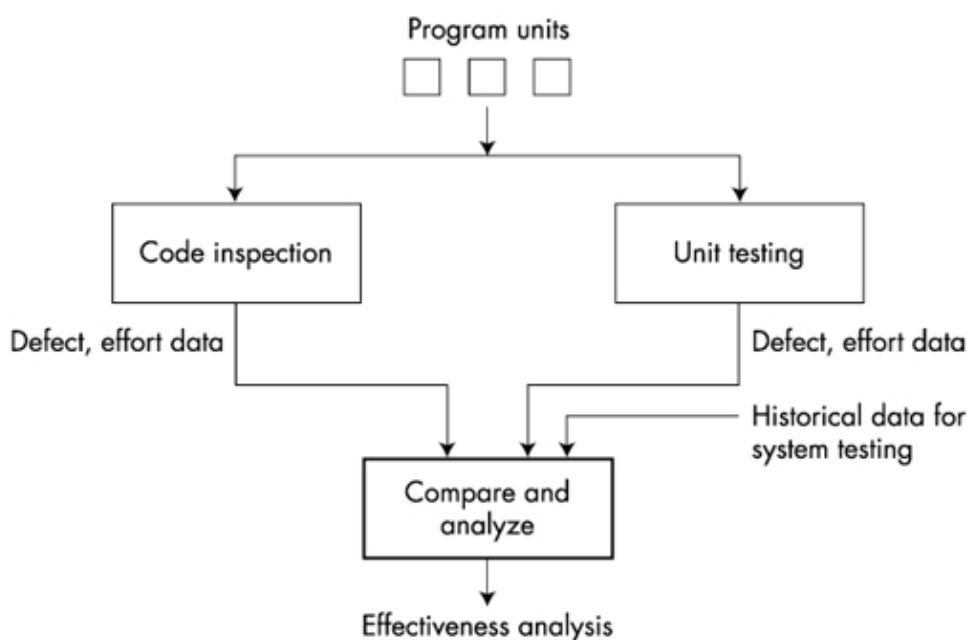 Program units
Code inspection
Unit testing
Defect, effort data
Defect, effort data
Historical data for
system testing
Compare and
analyze
Effectiveness analysis